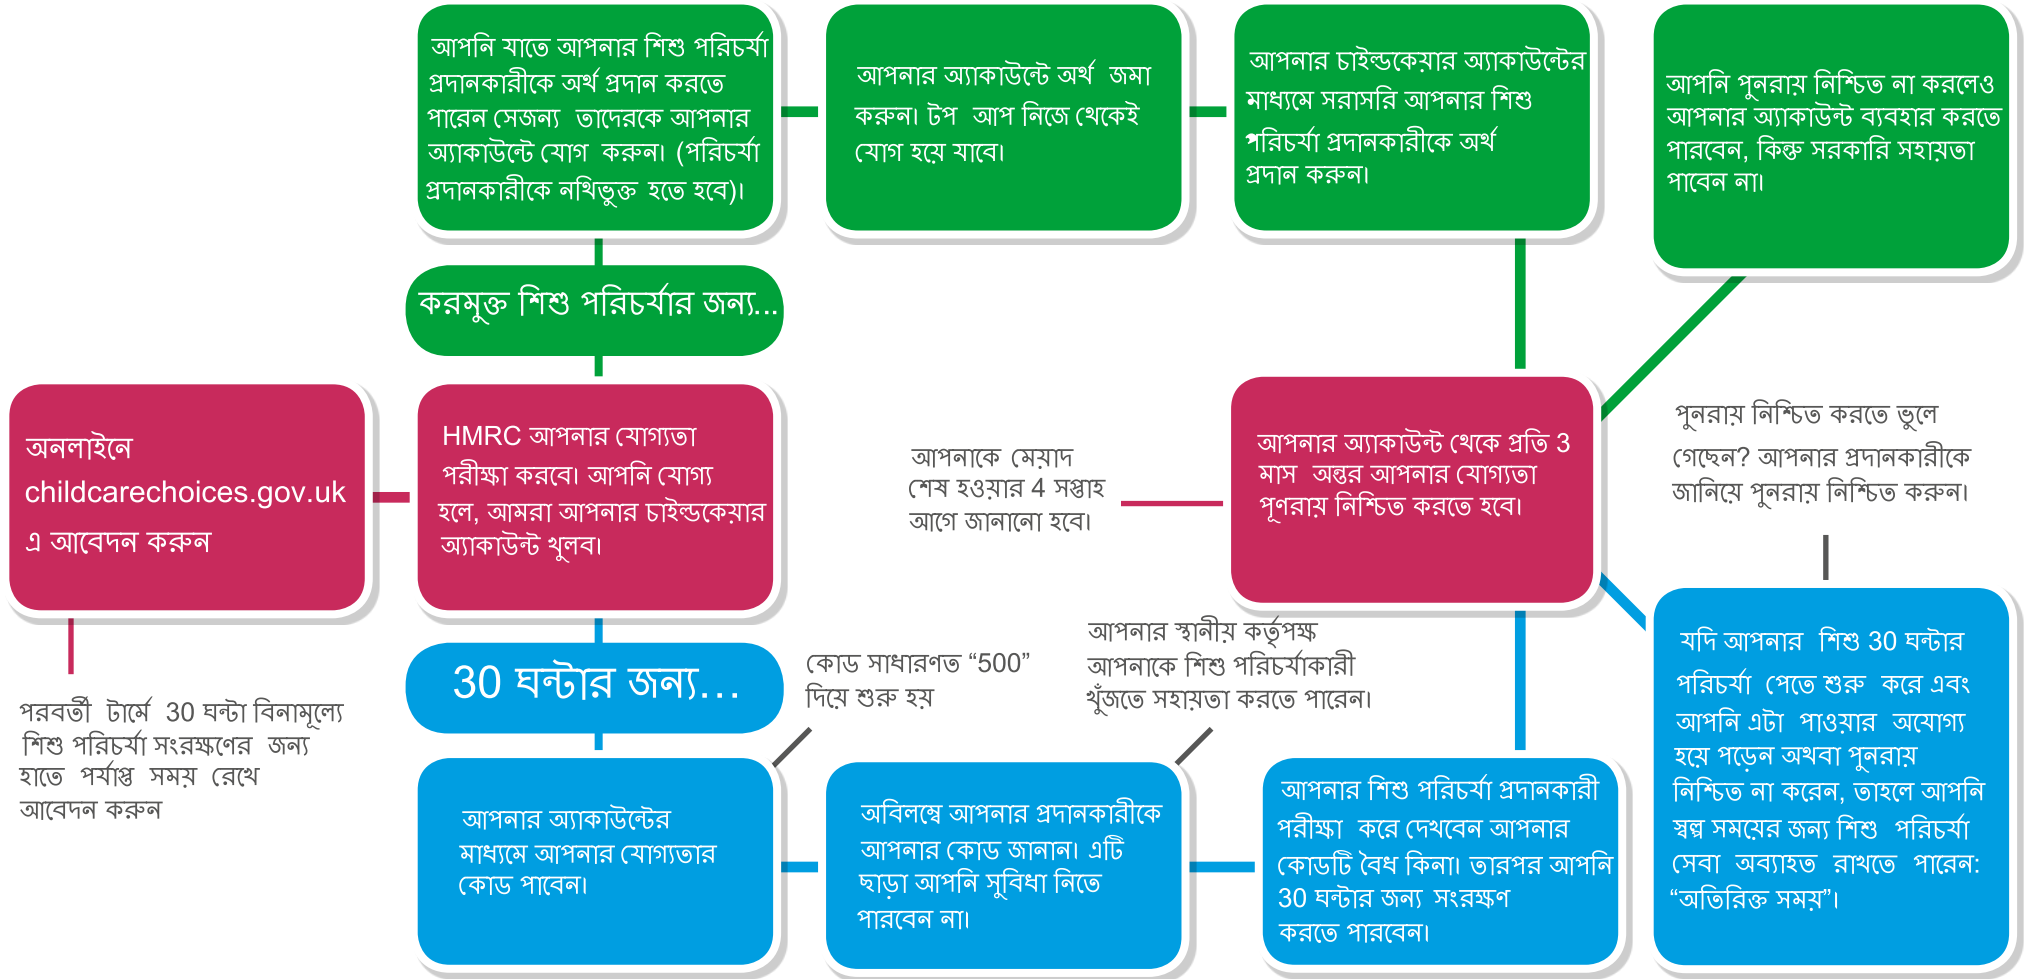 আপনি যাতে আপনার শিশু পরিচর্যা
প্রদানকারীকে অর্থ প্রদান করতে
পারেন সেজন্য তাদেরকে আপনার
অ্যাকাউন্টে যোগ করুন। (পরিচর্যা
প্রদানকারীকে নথিভুক্ত হতে হবে)।
আপনার অ্যাকাউন্টে অর্থ জমা
করুন। টপ আপ নিজে থেকেই
যোগ হয়ে যাবে।
আপনার চাইল্ডকেয়ার অ্যাকাউন্টের
মাধ্যমে সরাসরি আপনার শিশু
পরিচর্যা প্রদানকারীকে অর্থ
প্রদান করুন।
আপনি পুনরায় নিশ্চিত না করলেও
আপনার অ্যাকাউন্ট ব্যবহার করতে
পারবেন, কিন্তু সরকারি সহায়তা
পাবেন না।
করমুক্ত শিশু পরিচর্যার জন্য...
অনলাইনে
childcarechoices.gov.uk
এ আবেদন করুন
HMRC আপনার যোগ্যতা
পরীক্ষা করবে। আপনি যোগ্য
হলে, আমরা আপনার চাইল্ডকেয়ার
অ্যাকাউন্ট খুলব।
আপনাকে মেয়াদ
শেষ হওয়ার 4 সপ্তাহ
আগে জানানো হবে।
আপনার অ্যাকাউন্ট থেকে প্রতি 3
মাস অন্তর আপনার যোগ্যতা
পূণরায় নিশ্চিত করতে হবে।
পুনরায় নিশ্চিত করতে ভুলে
গেছেন? আপনার প্রদানকারীকে
জানিয়ে পুনরায় নিশ্চিত করুন।
পরবর্তী টার্মে 30 ঘন্টা বিনামূল্যে
শিশু পরিচর্যা সংরক্ষণের জন্য
হাতে পর্যাপ্ত সময় রেখে
আবেদন করুন
30 ঘন্টার জন্য...
কোড সাধারণত “500”
দিয়ে শুরু হয়
আপনার স্থানীয় কর্তৃপক্ষ
আপনাকে শিশু পরিচর্যাকারী
খুঁজতে সহায়তা করতে পারেন।
আপনার অ্যাকাউন্টের
মাধ্যমে আপনার যোগ্যতার
কোড পাবেন।
অবিলম্বে আপনার প্রদানকারীকে
আপনার কোড জানান। এটি
ছাড়া আপনি সুবিধা নিতে
পারবেন না।
আপনার শিশু পরিচর্যা প্রদানকারী
পরীক্ষা করে দেখবেন আপনার
কোডটি বৈধ কিনা। তারপর আপনি
30 ঘন্টার জন্য সংরক্ষণ
করতে পারবেন।
যদি আপনার শিশু 30 ঘন্টার
পরিচর্যা পেতে শুরু করে এবং
আপনি এটা পাওয়ার অযোগ্য
হয়ে পড়েন অথবা পুনরায়
নিশ্চিত না করেন, তাহলে আপনি
স্বল্প সময়ের জন্য শিশু পরিচর্যা
সেবা অব্যাহত রাখতে পারেন:
“অতিরিক্ত সময়”।